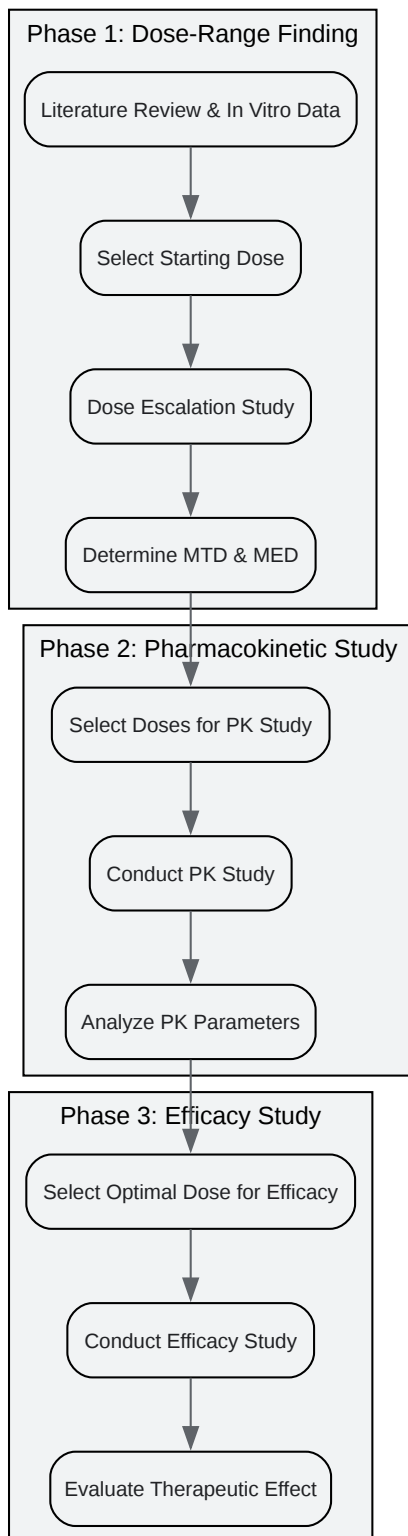 Phase 1: Dose-Range Finding
Literature Review & In Vitro Data
Select Starting Dose
Dose Escalation Study
Determine MTD & MED
Phase 2: Pharmacokinetic Study
Select Doses for PK Study
Conduct PK Study
Analyze PK Parameters
Phase 3: Efficacy Study
Select Optimal Dose for Efficacy
Conduct Efficacy Study
Evaluate Therapeutic Effect